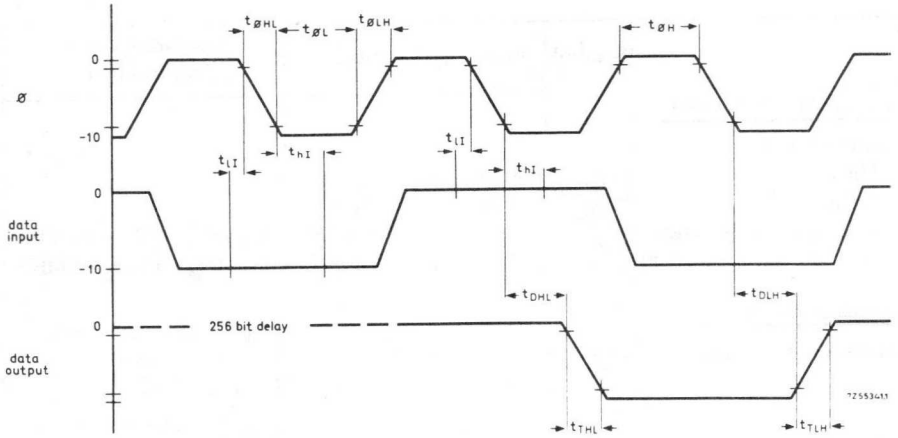 tØHL tØL tØLH tØH
0
Ø
-10
tlI thI tlI thI
0
data
input
-10
tDHL tDLH
0 256 bit delay
data
output
7Z55341.1
tTHL tTLH